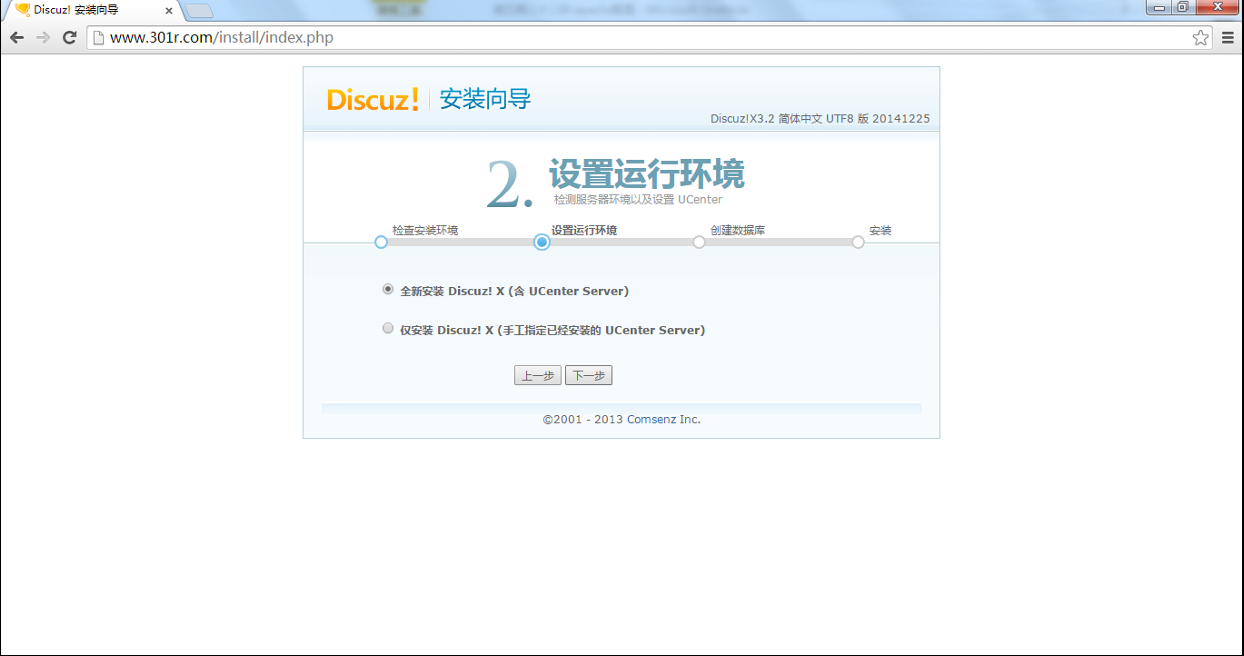 Discuz! 安装向导
www.301r.com/install/index.php
Discuz! 安装向导
Discuz!X3.2 简体中文 UTF8 版 20141225
2. 设置运行环境
检测服务器环境以及设置 UCenter
检查安装环境 设置运行环境 创建数据库 安装
全新安装 Discuz! X (含 UCenter Server)
仅安装 Discuz! X (手工指定已经安装的 UCenter Server)
上一步 下一步
©2001 - 2013 Comsenz Inc.